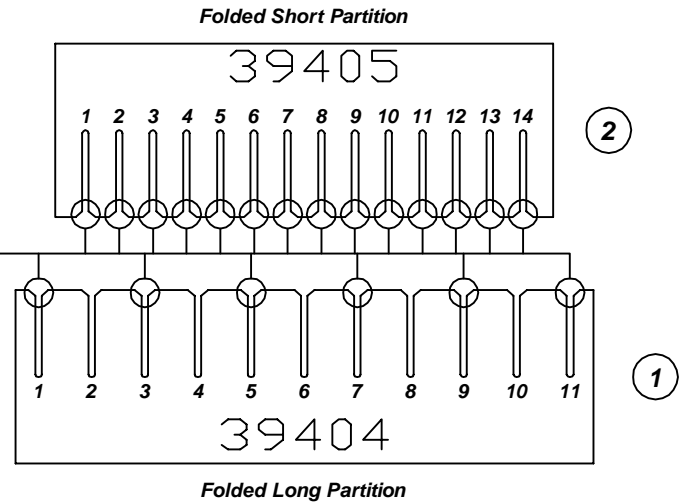 Folded Short Partition
39405
1 2 3 4 5 6 7 8 9 10 11 12 13 14
2
1
1 2 3 4 5 6 7 8 9 10 11
39404
Folded Long Partition